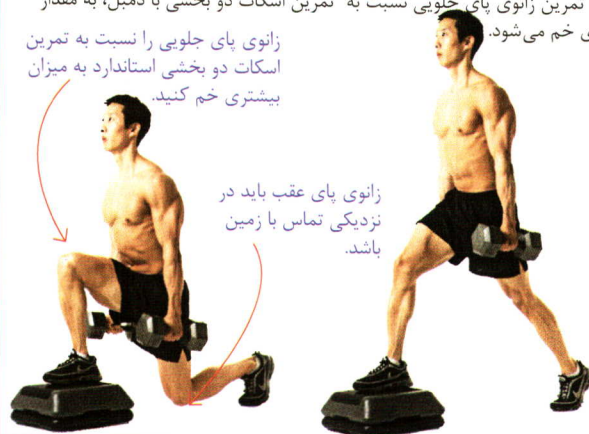 تمرین زانوی پای جلویی نسبت به تمرین اسکات دو بخشی با دمبل، به مقدار
ی خم می‌شود.
زانوی پای جلویی را نسبت به تمرین
اسکات دو بخشی استاندارد به میزان
بیشتری خم کنید.
زانوی پای عقب باید در
نزدیکی تماس با زمین
باشد.